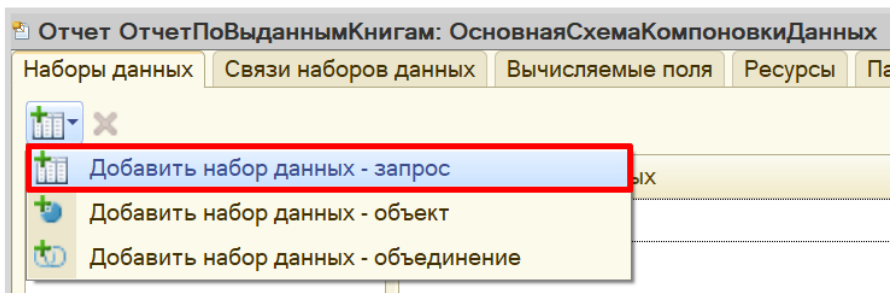 Отчет ОтчетПоВыданнымКнигам: ОсновнаяСхемаКомпоновкиДанных
Наборы данных Связи наборов данных Вычисляемые поля Ресурсы Па
Добавить набор данных - запрос
ых
Добавить набор данных - объект
Добавить набор данных - объединение